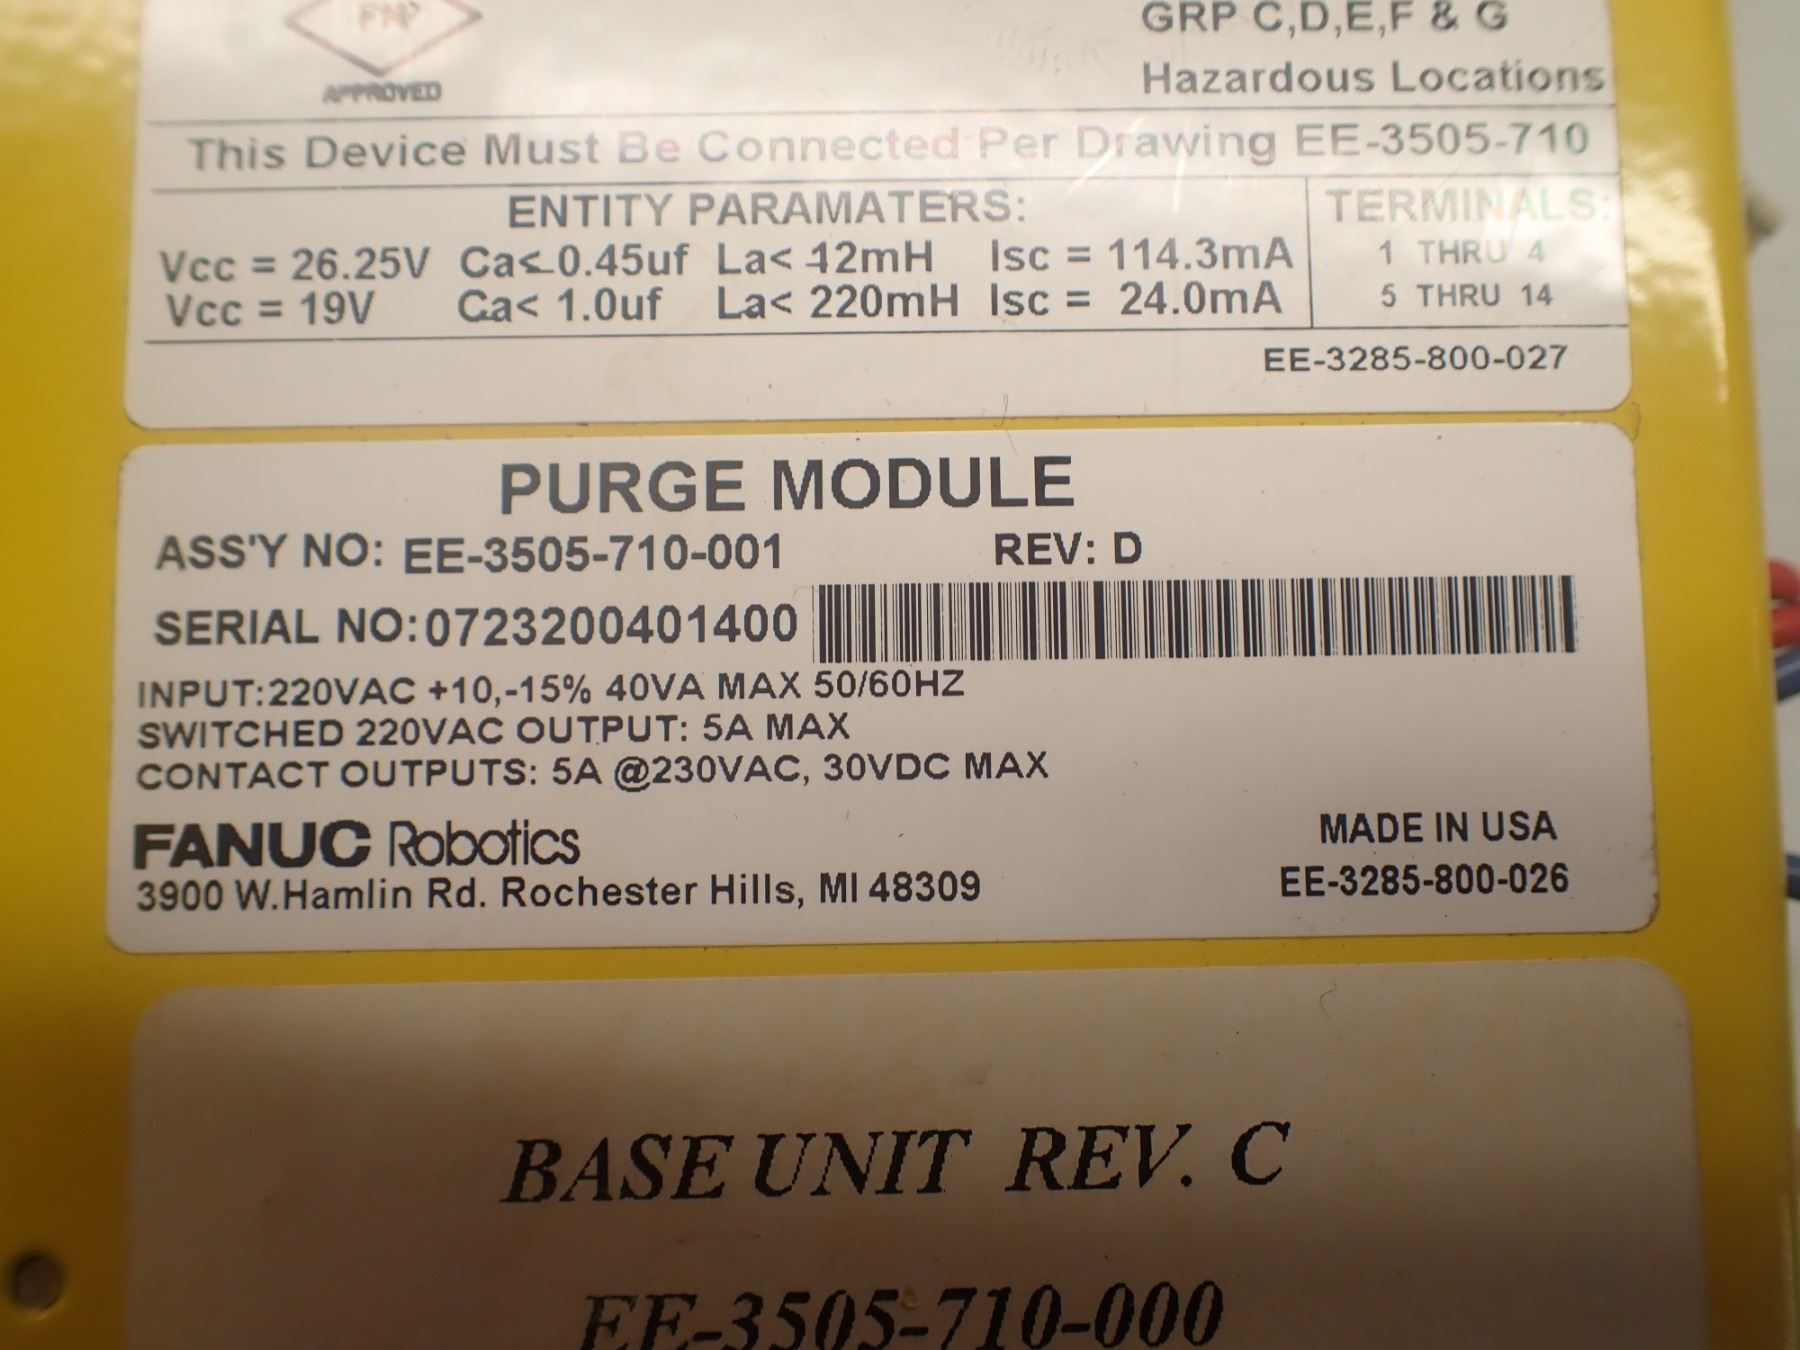 GRP C,D,E,F & G
APPROVED
Hazardous Locations
This Device Must Be Connected Per Drawing EE-3505-710
ENTITY PARAMATERS:
TERMINALS:
Vcc = 26.25V Ca< 0.45uf La< 12mH Isc = 114.3mA 1 THRU 4
Vcc = 19V Ca< 1.0uf La< 220mH Isc = 24.0mA 5 THRU 14
EE-3285-800-027
PURGE MODULE
ASS'Y NO: EE-3505-710-001 REV: D
SERIAL NO:0723200401400
INPUT:220VAC +10,-15% 40VA MAX 50/60HZ
SWITCHED 220VAC OUTPUT: 5A MAX
CONTACT OUTPUTS: 5A @230VAC, 30VDC MAX
FANUC Robotics
MADE IN USA
3900 W.Hamlin Rd. Rochester Hills, MI 48309
EE-3285-800-026
BASE UNIT REV. C
EE-3505-710-000